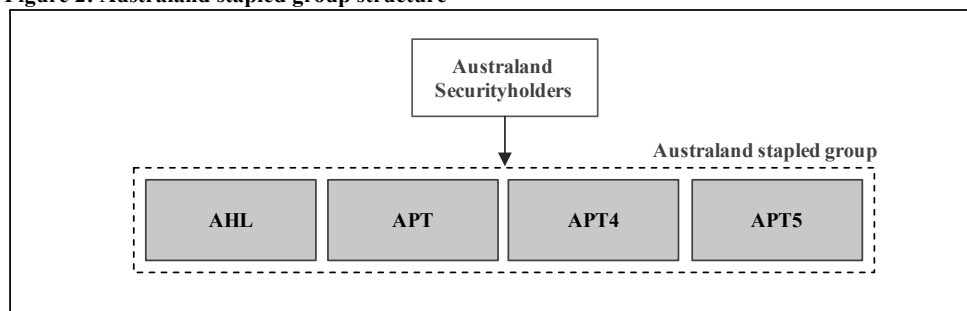 Figure 2: Australand stapled group structure
Australand
Securityholders
Australand stapled group
AHL APT APT4 APT5